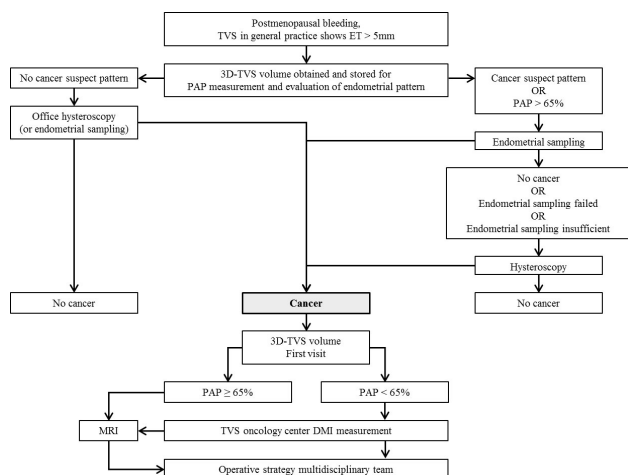 Postmenopausal bleeding,
TVS in general practice shows ET > 5mm
No cancer suspect pattern
3D-TVS volume obtained and stored for
PAP measurement and evaluation of endometrial pattern
Cancer suspect pattern
OR
PAP > 65%
Office hysteroscopy
(or endometrial sampling)
Endometrial sampling
No cancer
OR
Endometrial sampling failed
OR
Endometrial sampling insufficient
Hysteroscopy
No cancer
Cancer
No cancer
3D-TVS volume
First visit
PAP ≥ 65%
PAP < 65%
MRI
TVS oncology center DMI measurement
Operative strategy multidisciplinary team